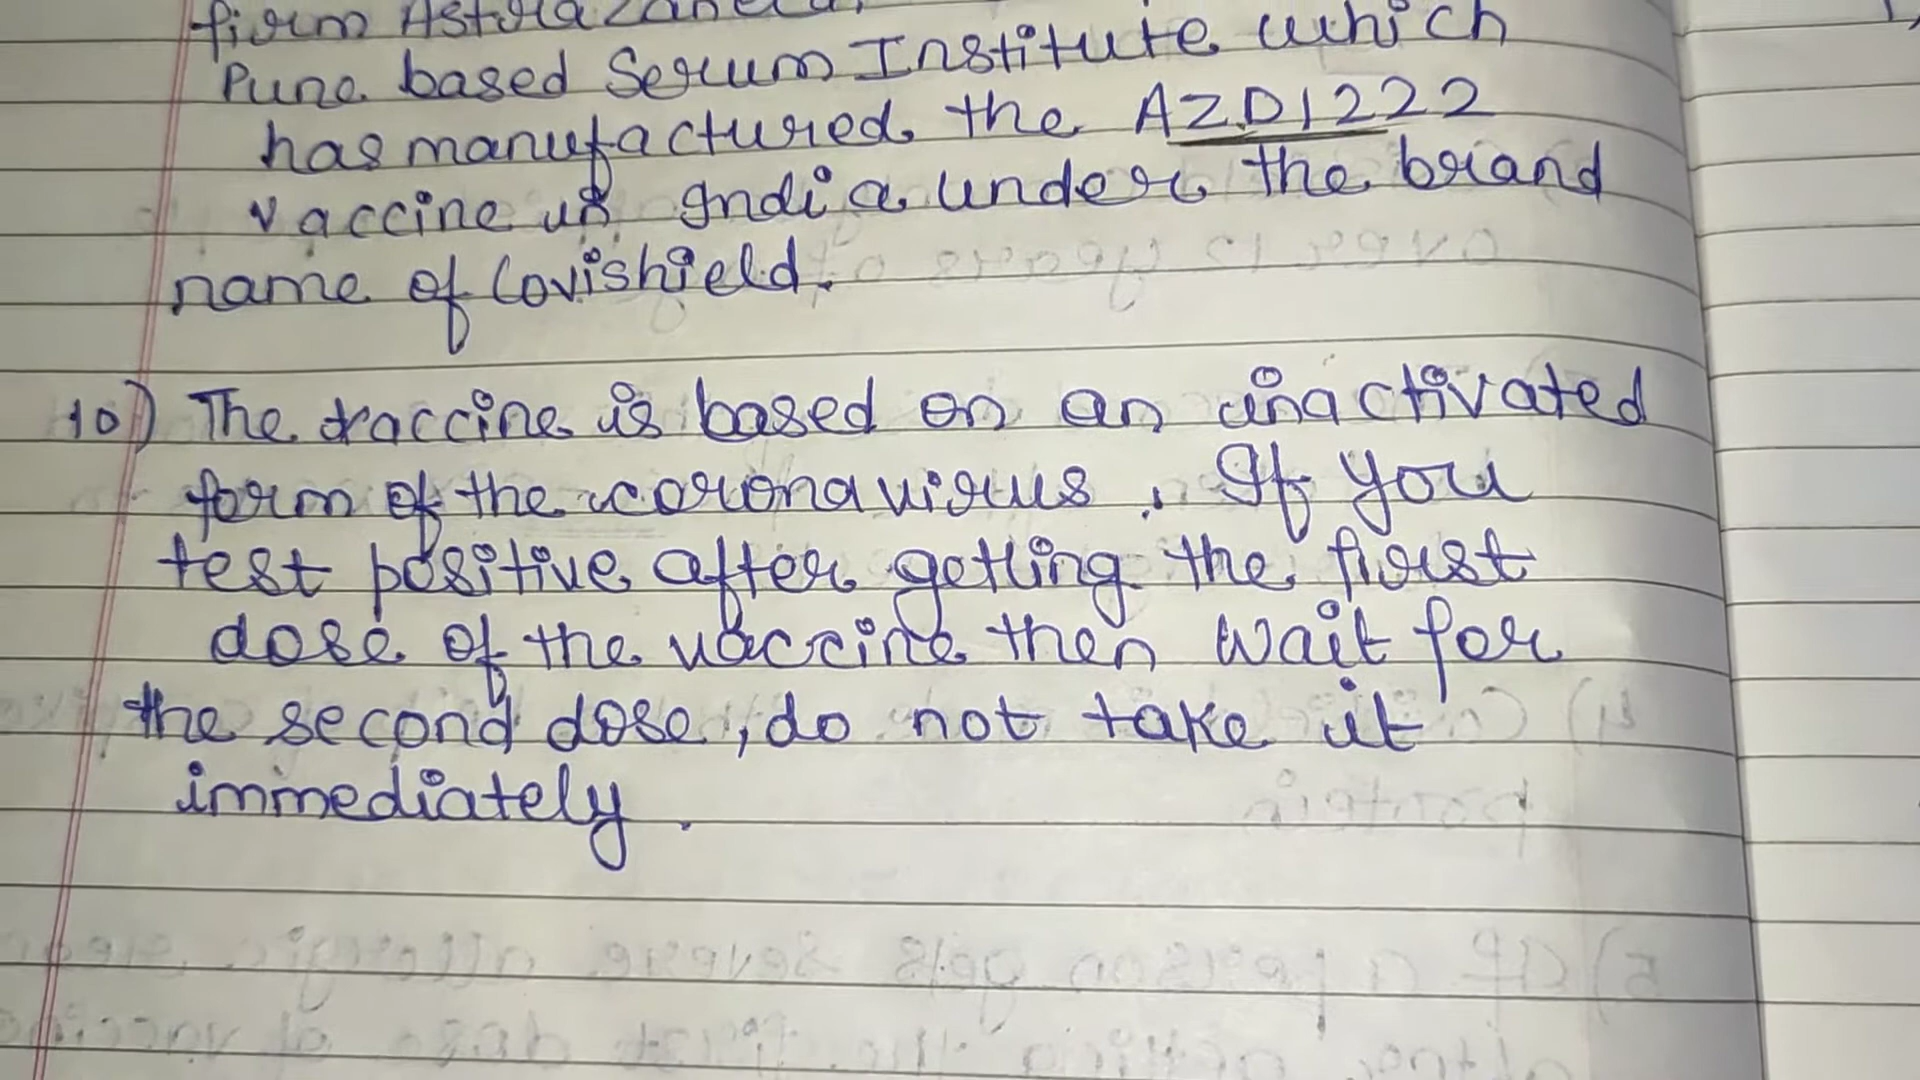 firm AstraZaneca.
Pune based Serum Institute which
has manufactured the AZD1222
vaccine in India under the brand
name of Covishield.
10) The vaccine is based on an inactivated
form of the coronavirus. If you
test positive after getting the first
dose of the vaccine then wait for
the second dose, do not take it
immediately.